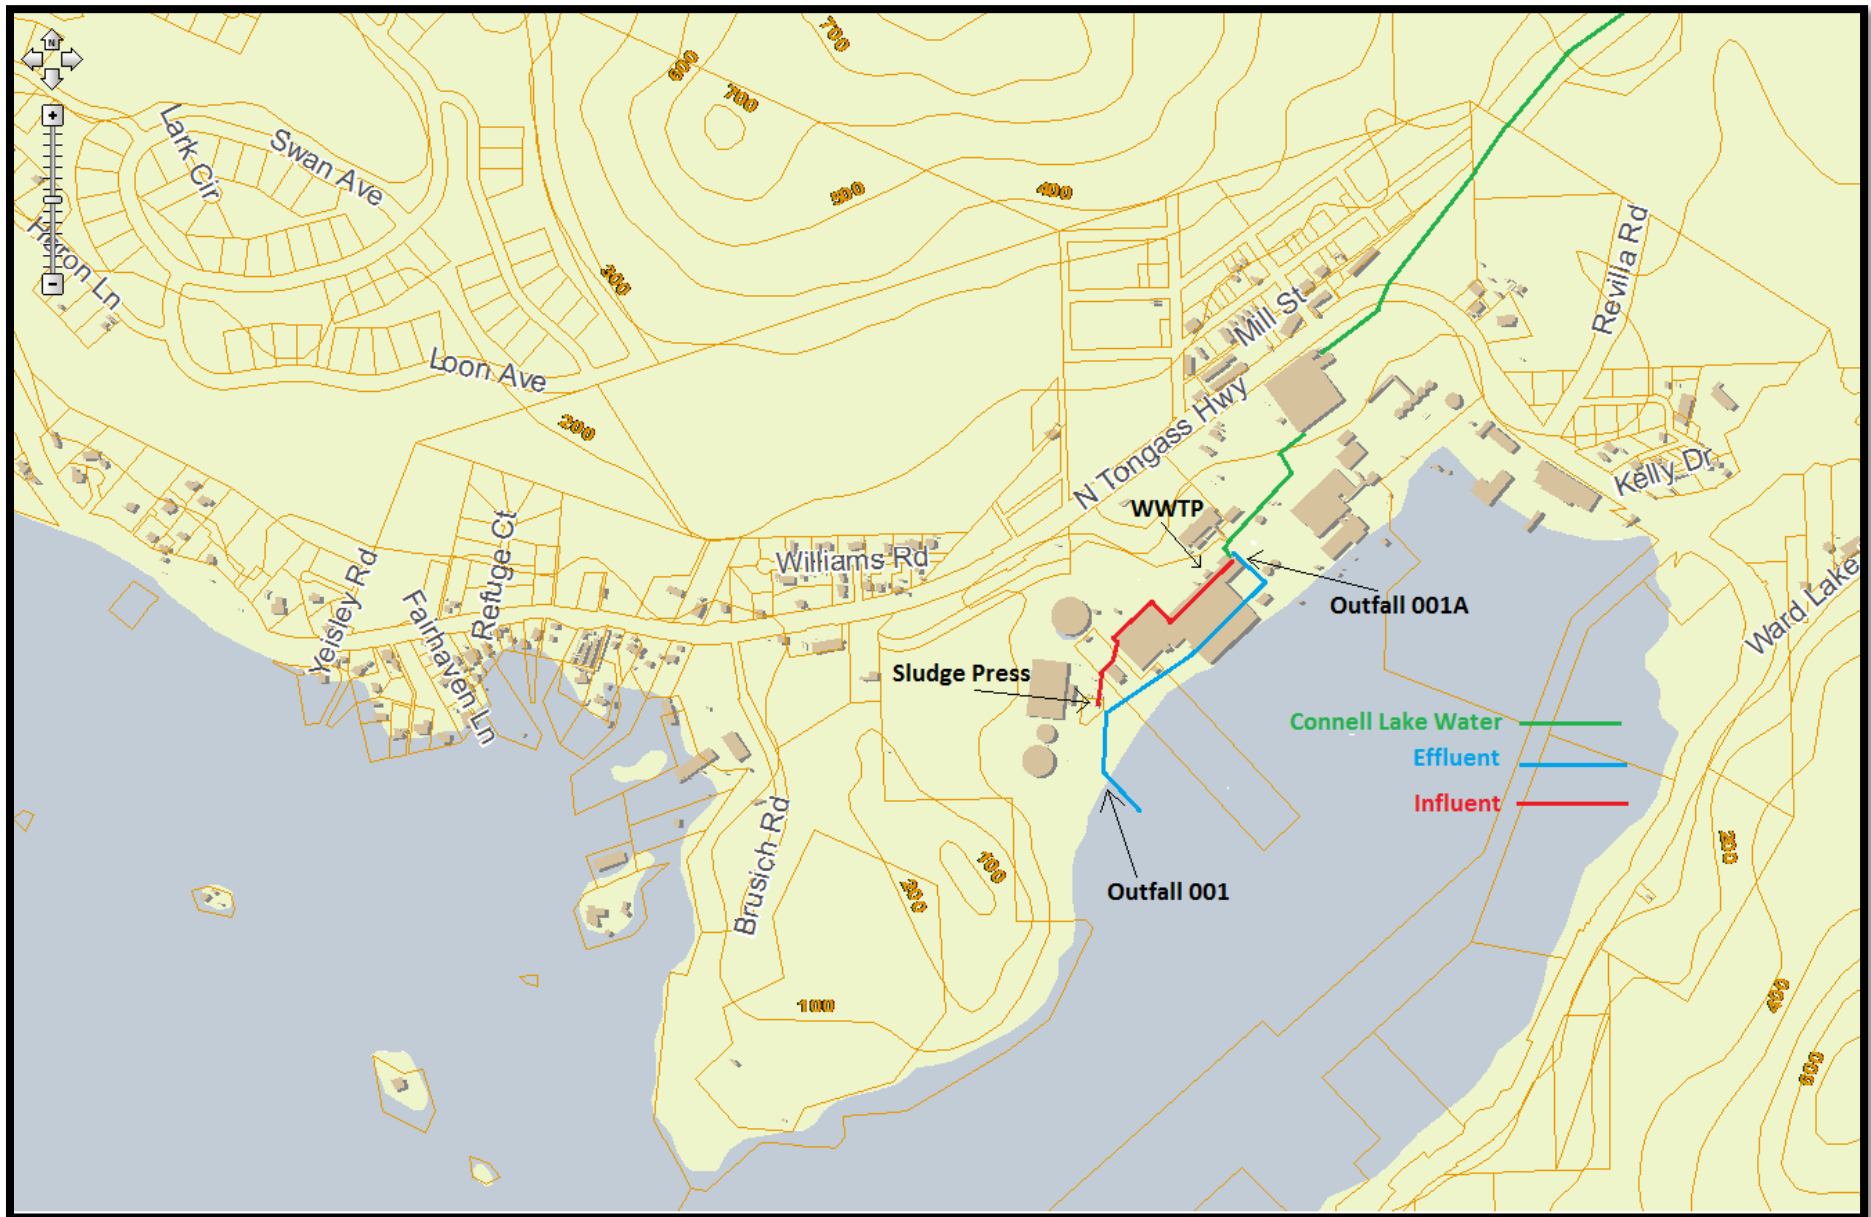 N
700
600
700
Lark Cir
Swan Ave
500
400
Heron Ln
300
Revilla Rd
Mill St
Loon Ave
200
N Tongass Hwy
Kelly Dr
WWTP
Williams Rd
Refuge Ct
Yeisley Rd
Fairhaven Ln
Outfall 001A
Ward Lake
Sludge Press
Connell Lake Water
Effluent
Influent
Brusich Rd
200
100
200
Outfall 001
100
400
600
+
-